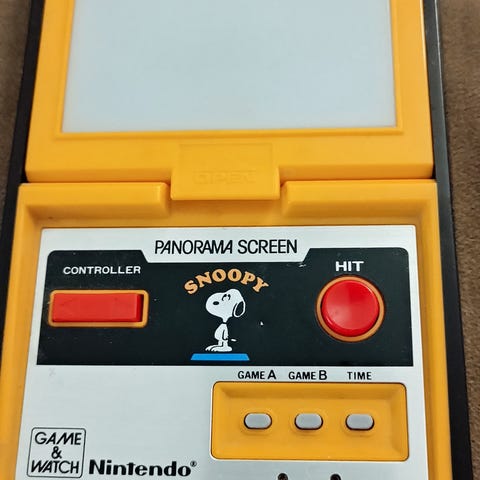 OPEN
PANORAMA SCREEN
CONTROLLER
SNOOPY
HIT
GAME A GAME B TIME
GAME
&
WATCH
Nintendo®